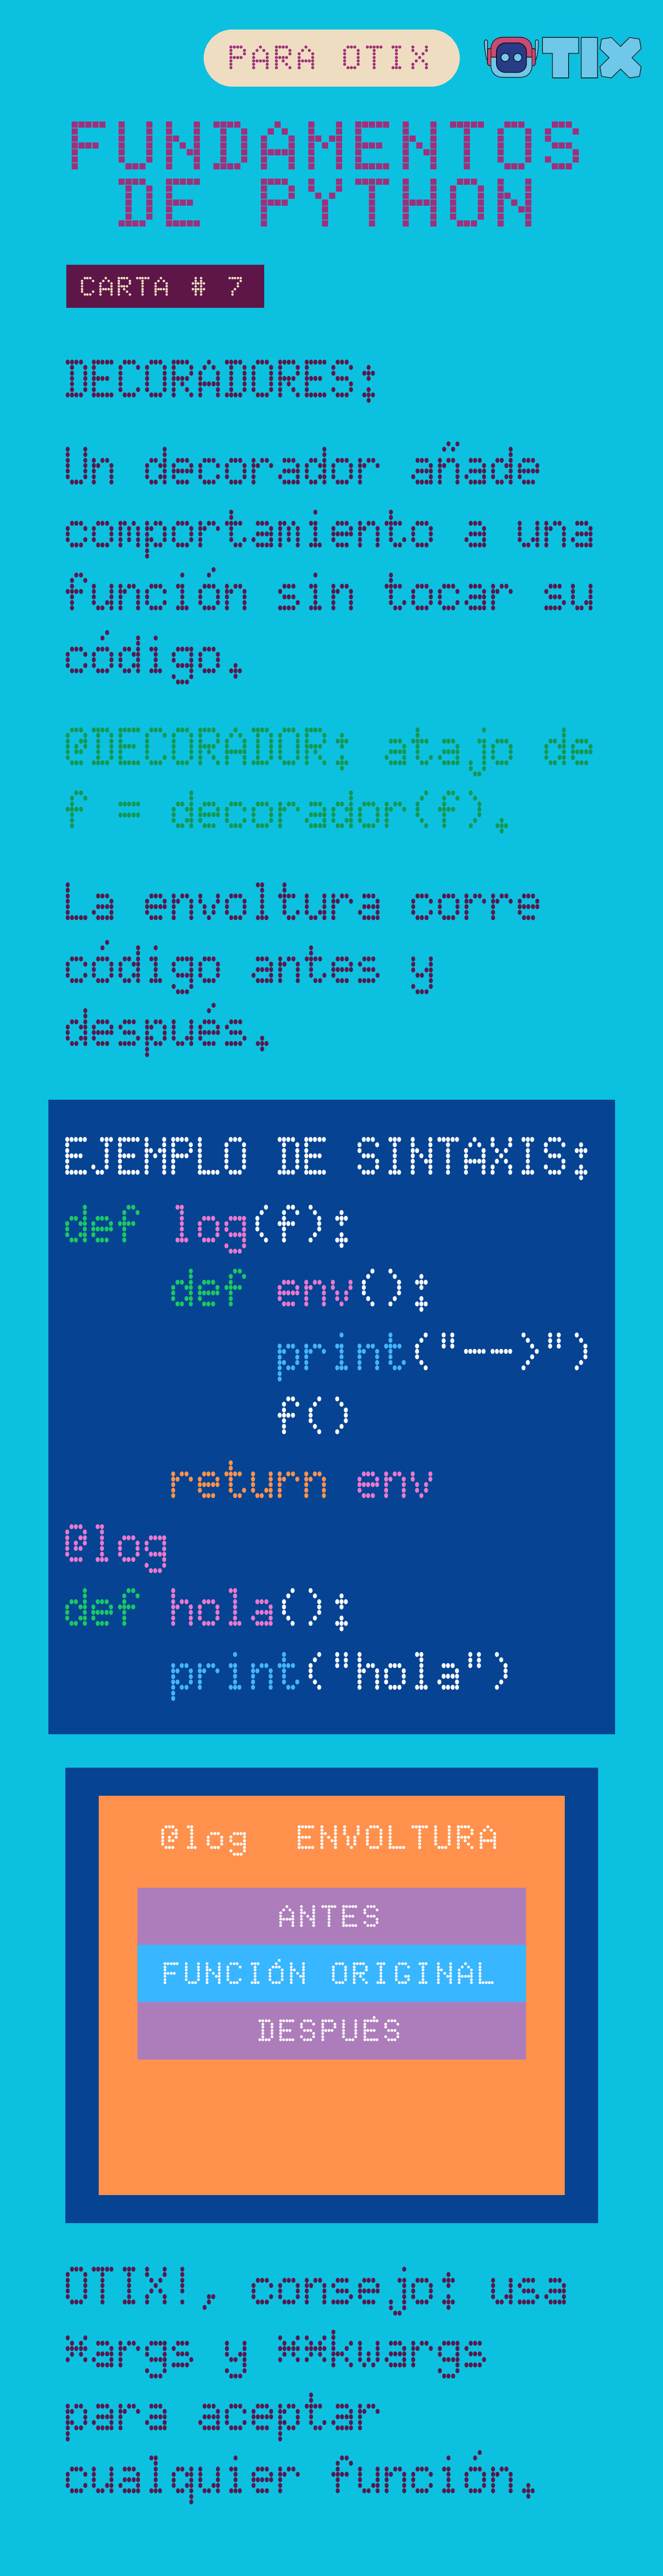 PARA OTIX
OTIX
FUNDAMENTOS
DE PYTHON
CARTA # 7
DECORADORES:
Un decorador añade
comportamiento a una
función sin tocar su
código.
@DECORADOR: atajo de
f = decorador(f).
La envoltura corre
código antes y
después.
EJEMPLO DE SINTAXIS:
def log(f):
    def env():
        print("-->")
        f()
    return env
@log
def hola():
    print("hola")
@log ENVOLTURA
ANTES
FUNCIÓN ORIGINAL
DESPUÉS
OTIX!, consejo: usa
*args y **kwargs
para aceptar
cualquier función.